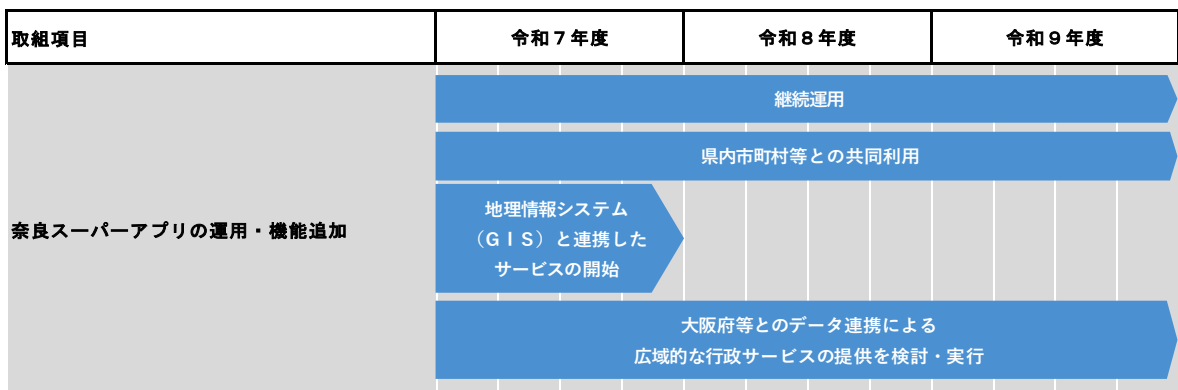 取組項目
令和７年度
令和８年度
令和９年度
奈良スーパーアプリの運用・機能追加
継続運用
県内市町村等との共同利用
地理情報システム
（ＧＩＳ）と連携した
サービスの開始
大阪府等とのデータ連携による
広域的な行政サービスの提供を検討・実行